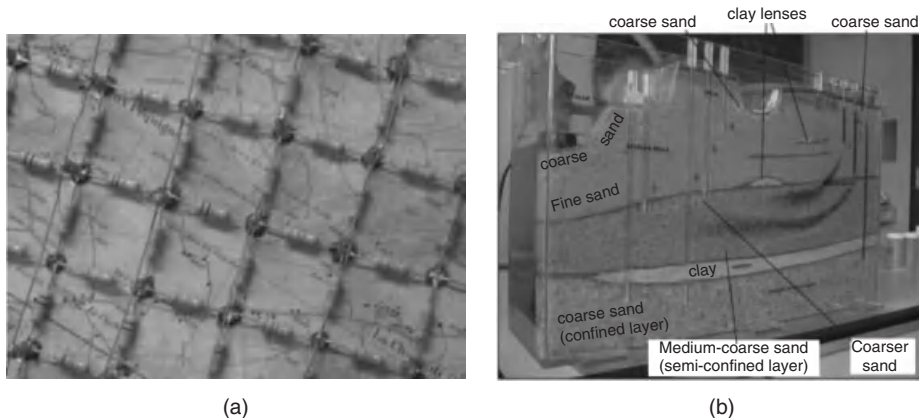 coarse sand
clay lenses
coarse sand
coarse
sand
Fine sand
clay
coarse sand
(confined layer)
Medium-coarse sand
(semi-confined layer)
Coarser
sand
(a)
(b)